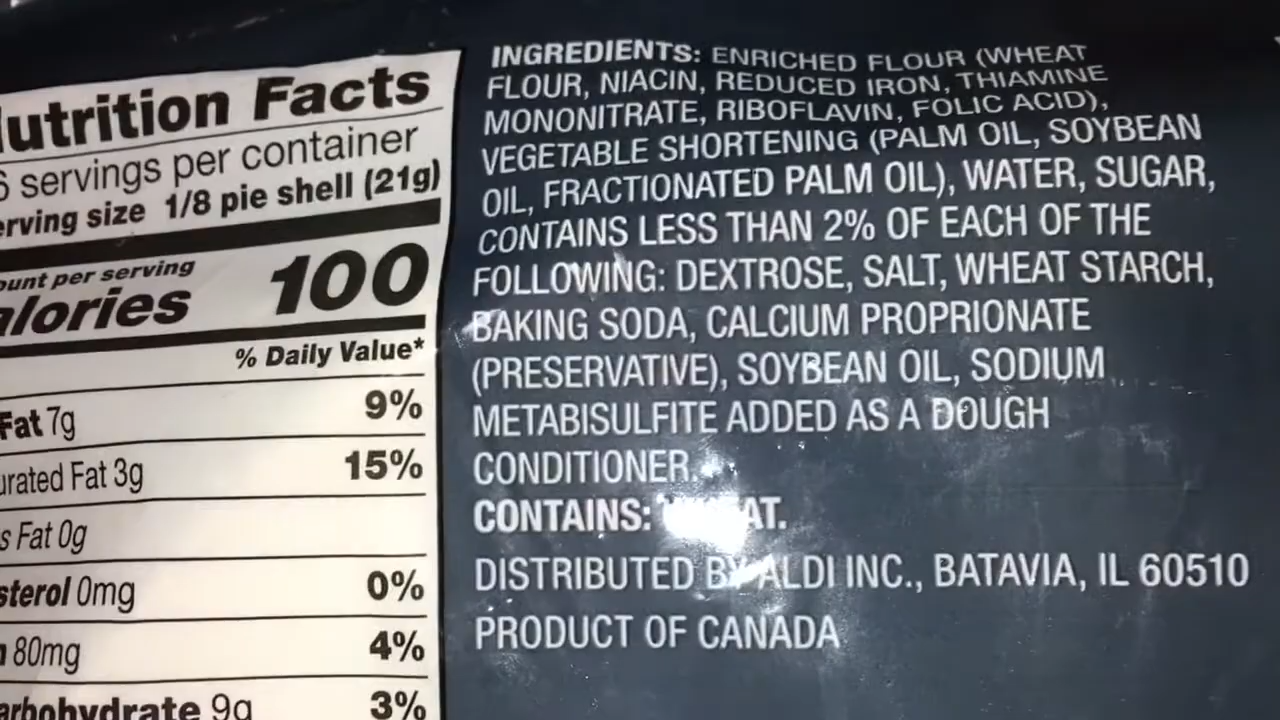 Nutrition Facts
6 servings per container
serving size 1/8 pie shell (21g)
ount per serving
alories 100
% Daily Value*
Fat 7g 9%
urated Fat 3g 15%
s Fat 0g
sterol 0mg 0%
80mg 4%
arbohydrate 9g 3%
INGREDIENTS: ENRICHED FLOUR (WHEAT
FLOUR, NIACIN, REDUCED IRON, THIAMINE
MONONITRATE, RIBOFLAVIN, FOLIC ACID),
VEGETABLE SHORTENING (PALM OIL, SOYBEAN
OIL, FRACTIONATED PALM OIL), WATER, SUGAR,
CONTAINS LESS THAN 2% OF EACH OF THE
FOLLOWING: DEXTROSE, SALT, WHEAT STARCH,
BAKING SODA, CALCIUM PROPRIONATE
(PRESERVATIVE), SOYBEAN OIL, SODIUM
METABISULFITE ADDED AS A DOUGH
CONDITIONER.
CONTAINS: WHEAT.
DISTRIBUTED BY ALDI INC., BATAVIA, IL 60510
PRODUCT OF CANADA